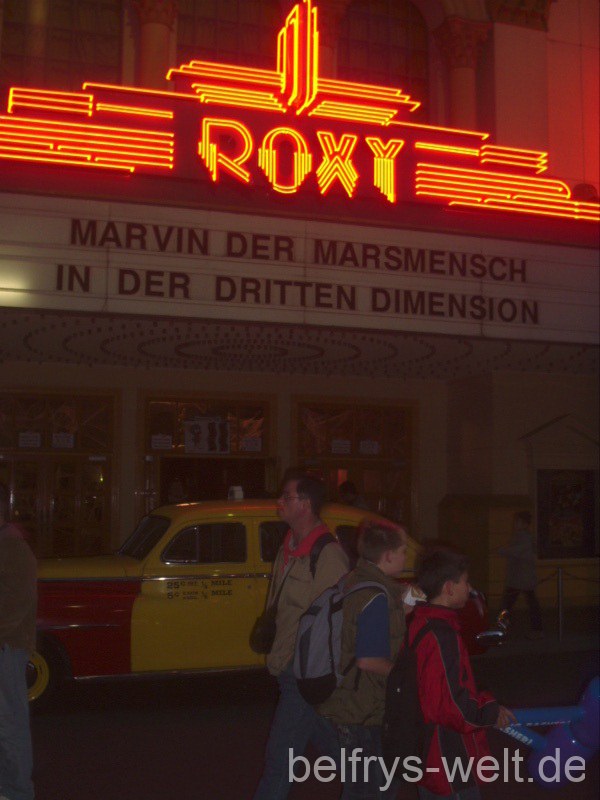 ROXY
MARVIN DER MARSMENSCH
IN DER DRITTEN DIMENSION
belfrys-welt.de